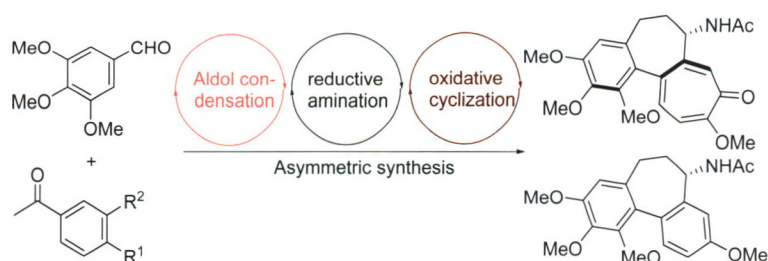 MeO
CHO
MeO
OMe
+
O
R²
R¹
Aldol con-
densation
reductive
amination
oxidative
cyclization
Asymmetric synthesis
NHAc
MeO
MeO
MeO
O
OMe
NHAc
MeO
MeO
MeO
OMe